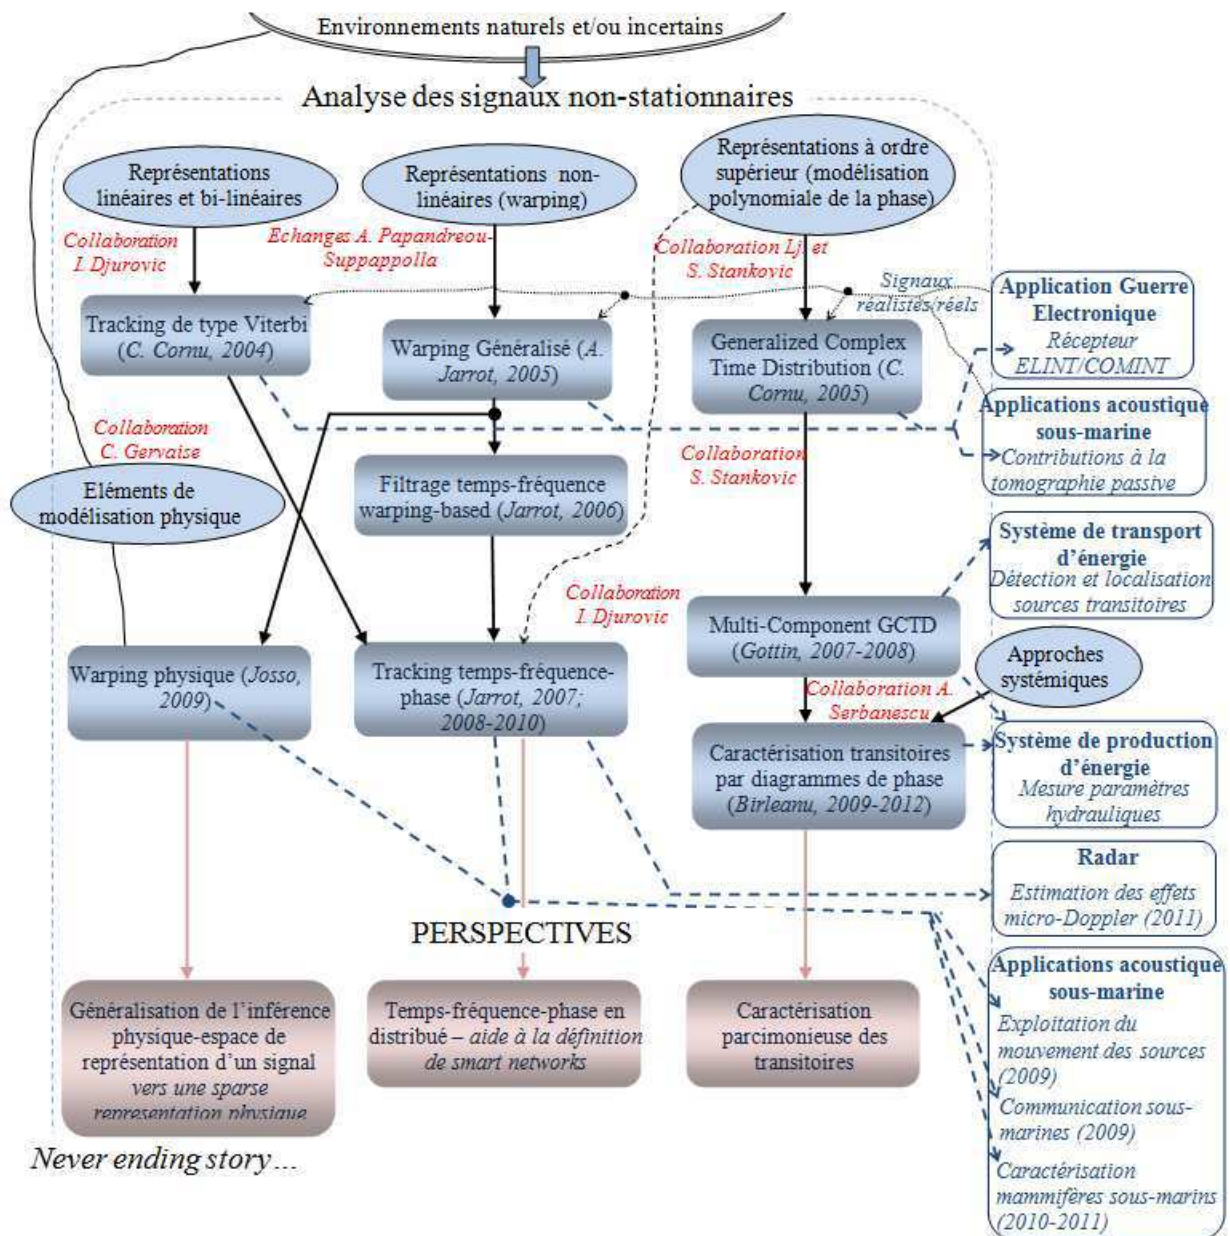 Environnements naturels et/ou incertains
Analyse des signaux non-stationnaires
Représentations
linéaires et bi-linéaires
Représentations non-
linéaires (warping)
Représentations à ordre
supérieur (modélisation
polynomiale de la phase)
Collaboration
I. Djurovic
Echanges A. Papandreou-
Suppappolla
Collaboration Lj. et
S. Stankovic
Signaux
réalistes/réels
Tracking de type Viterbi
(C. Cornu, 2004)
Warping Généralisé (A.
Jarrot, 2005)
Generalized Complex
Time Distribution (C.
Cornu, 2005)
Application Guerre
Electronique
Récepteur
ELINT/COMINT
Applications acoustique
sous-marine
Contributions à la
tomographie passive
Collaboration
C. Gervaise
Eléments de
modélisation physique
Filtrage temps-fréquence
warping-based (Jarrot, 2006)
Collaboration
S. Stankovic
Système de transport
d'énergie
Détection et localisation
sources transitoires
Collaboration
I. Djurovic
Multi-Component GCTD
(Gottin, 2007-2008)
Approches
systémiques
Warping physique (Josso,
2009)
Tracking temps-fréquence-
phase (Jarrot, 2007;
2008-2010)
Collaboration A.
Serbanescu
Caractérisation transitoires
par diagrammes de phase
(Birleanu, 2009-2012)
Système de production
d'énergie
Mesure paramètres
hydrauliques
Radar
Estimation des effets
micro-Doppler (2011)
PERSPECTIVES
Généralisation de l'inférence
physique-espace de
représentation d'un signal
vers une sparse
representation physique
Temps-fréquence-phase en
distribué – aide à la définition
de smart networks
Caractérisation
parcimonieuse des
transitoires
Applications acoustique
sous-marine
Exploitation du
mouvement des sources
(2009)
Communication sous-
marines (2009)
Caractérisation
mammifères sous-marins
(2010-2011)
Never ending story…